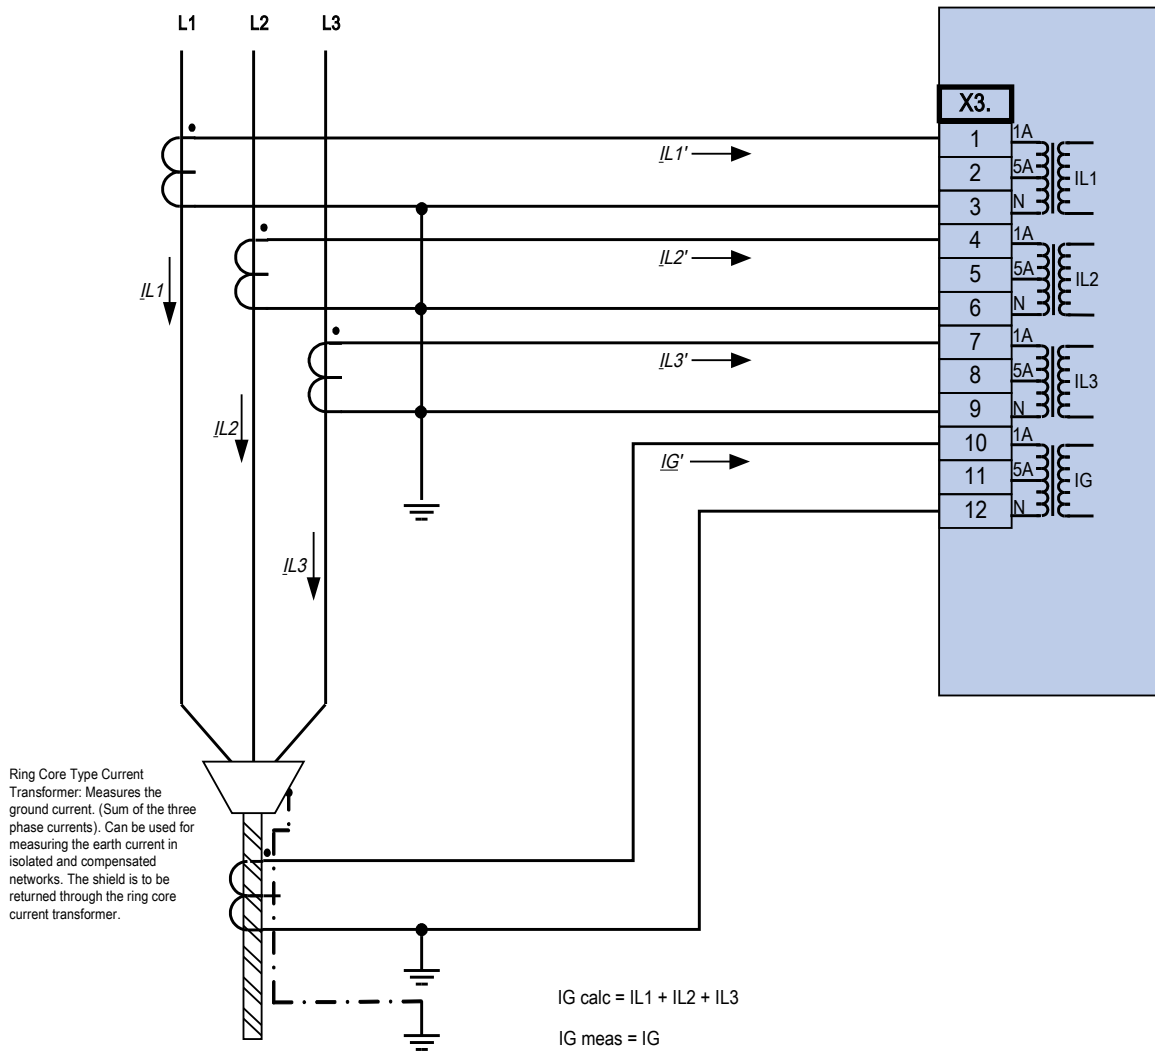 L1
L2
L3
X3.
1
1A
IL1'
2
5A
IL1
3
N
4
1A
IL2'
5
5A
IL2
6
N
IL1
7
1A
IL3'
8
5A
IL3
9
N
IL2
10
1A
IG'
11
5A
IG
12
N
IL3
Ring Core Type Current
Transformer: Measures the
ground current. (Sum of the three
phase currents). Can be used for
measuring the earth current in
isolated and compensated
networks. The shield is to be
returned through the ring core
current transformer.
IG calc = IL1 + IL2 + IL3
IG meas = IG